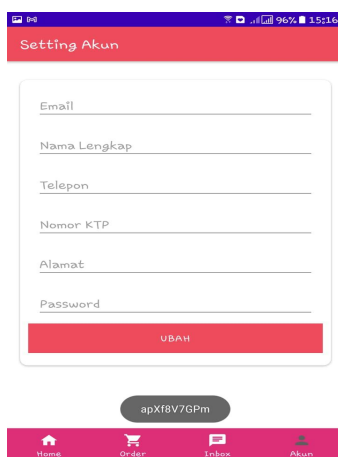 96% 15:16
Setting Akun
Email
Nama Lengkap
Telepon
Nomor KTP
Alamat
Password
UBAH
apXf8V7GPm
Home Order Inbox Akun